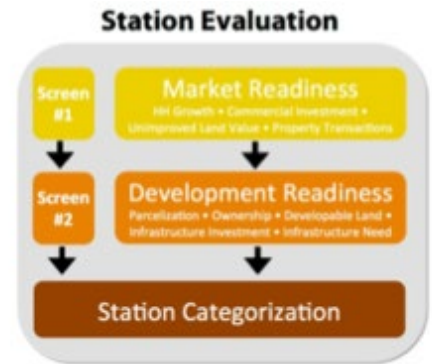 Station Evaluation
Screen #1
Market Readiness
HH Growth • Commercial Investment •
Unimproved Land Value • Property Transactions
Screen #2
Development Readiness
Parcelization • Ownership • Developable Land •
Infrastructure Investment • Infrastructure Need
Station Categorization